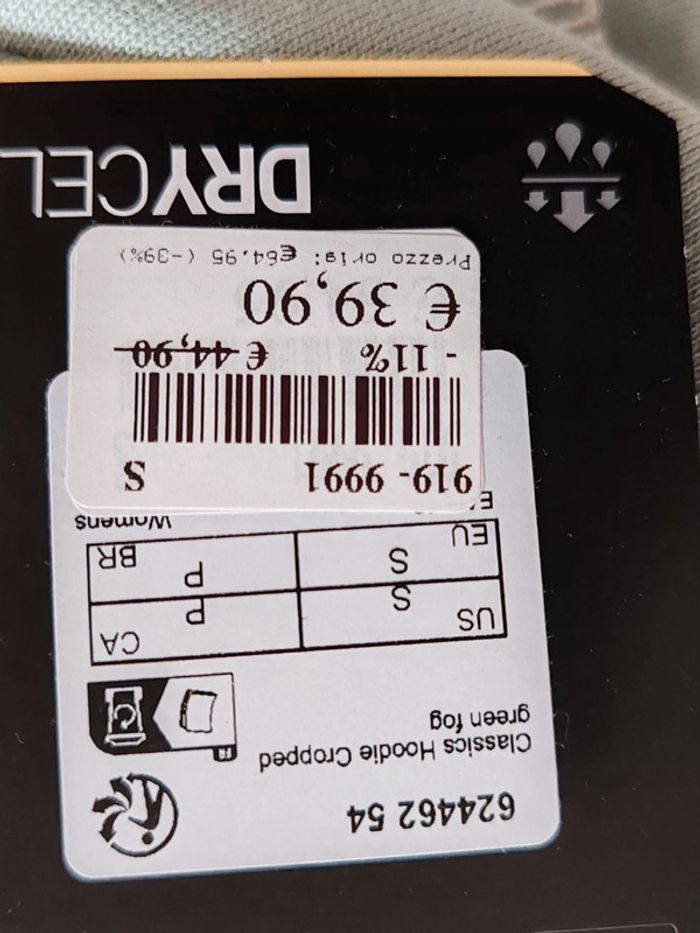 624462 54
Classics Hoodie Cropped
green fog
FR
US S P CA
EU S P BR
Womens
919- 9991 S
- 11% € 44,90
€ 39,90
Prezzo orig: €64,95 (-39%)
DRYCEL